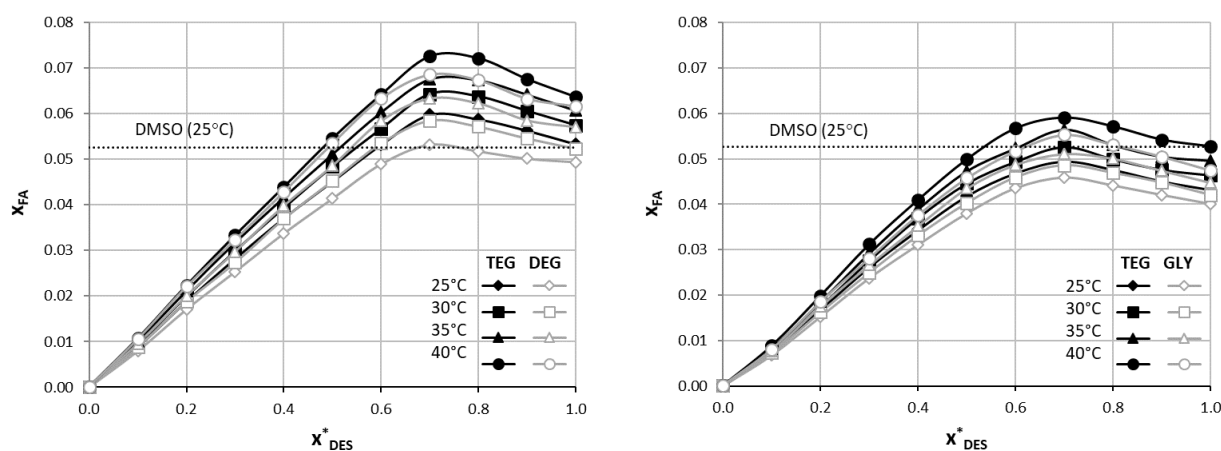 0.08
0.07
0.06
0.05
0.04
0.03
0.02
0.01
0.00
x_FA
DMSO (25°C)
TEG DEG
25°C
30°C
35°C
40°C
0.0 0.2 0.4 0.6 0.8 1.0
x*_DES
0.08
0.07
0.06
0.05
0.04
0.03
0.02
0.01
0.00
x_FA
DMSO (25°C)
TEG GLY
25°C
30°C
35°C
40°C
0.0 0.2 0.4 0.6 0.8 1.0
x*_DES